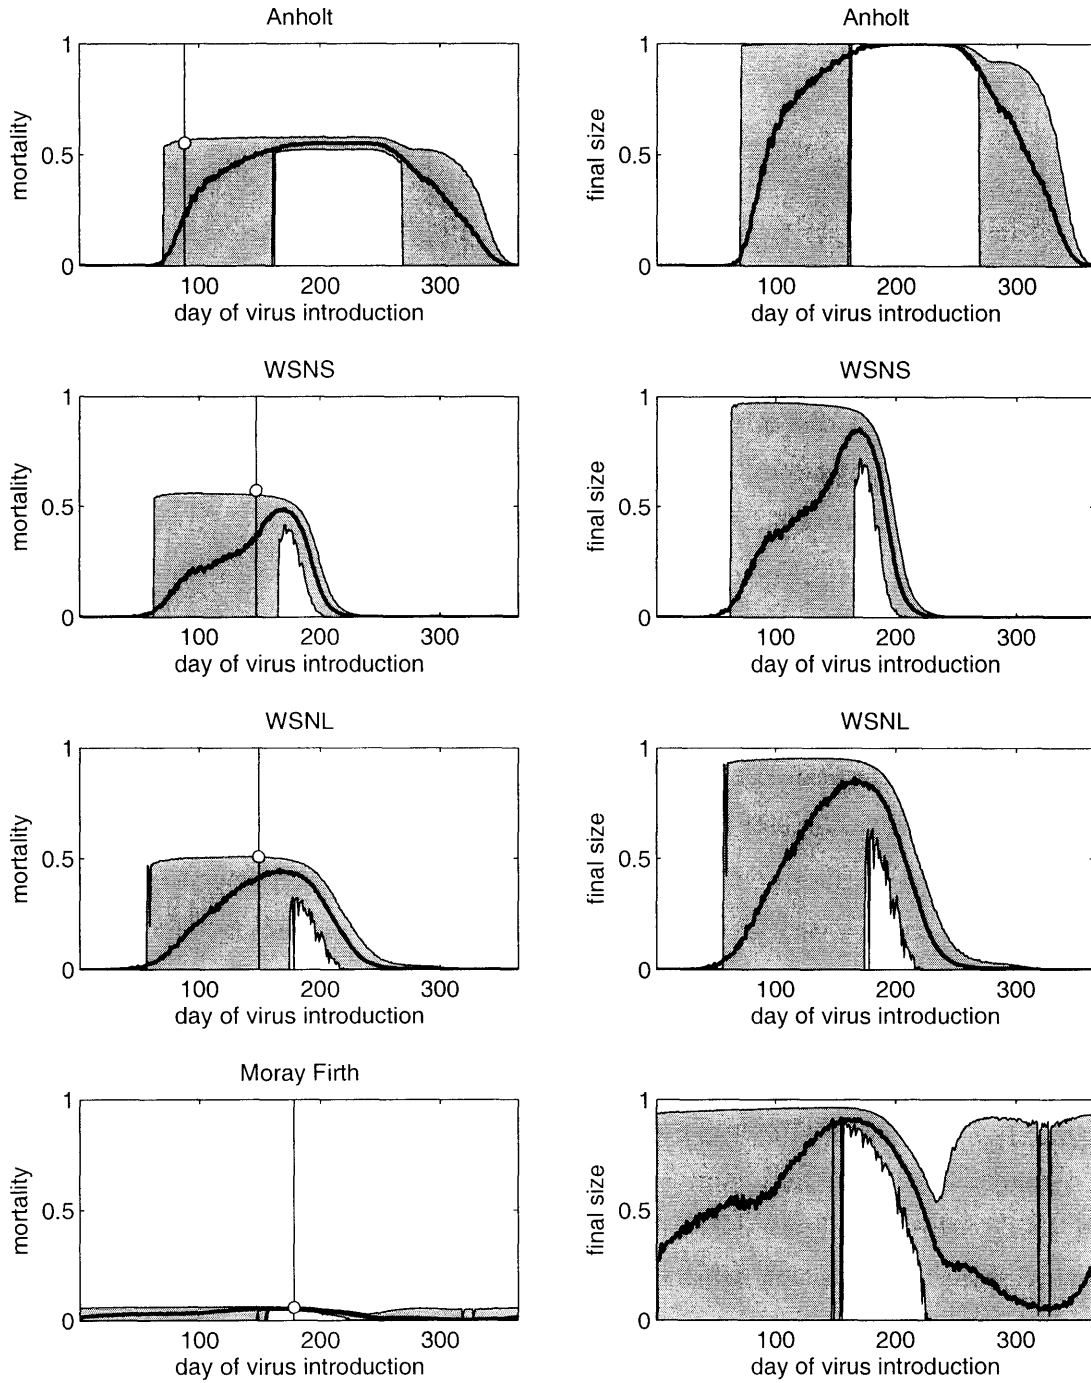 Anholt
1
mortality
0.5
0
100 200 300
day of virus introduction
Anholt
1
final size
0.5
0
100 200 300
day of virus introduction
WSNS
1
mortality
0.5
0
100 200 300
day of virus introduction
WSNS
1
final size
0.5
0
100 200 300
day of virus introduction
WSNL
1
mortality
0.5
0
100 200 300
day of virus introduction
WSNL
1
final size
0.5
0
100 200 300
day of virus introduction
Moray Firth
1
mortality
0.5
0
100 200 300
day of virus introduction
1
final size
0.5
0
100 200 300
day of virus introduction